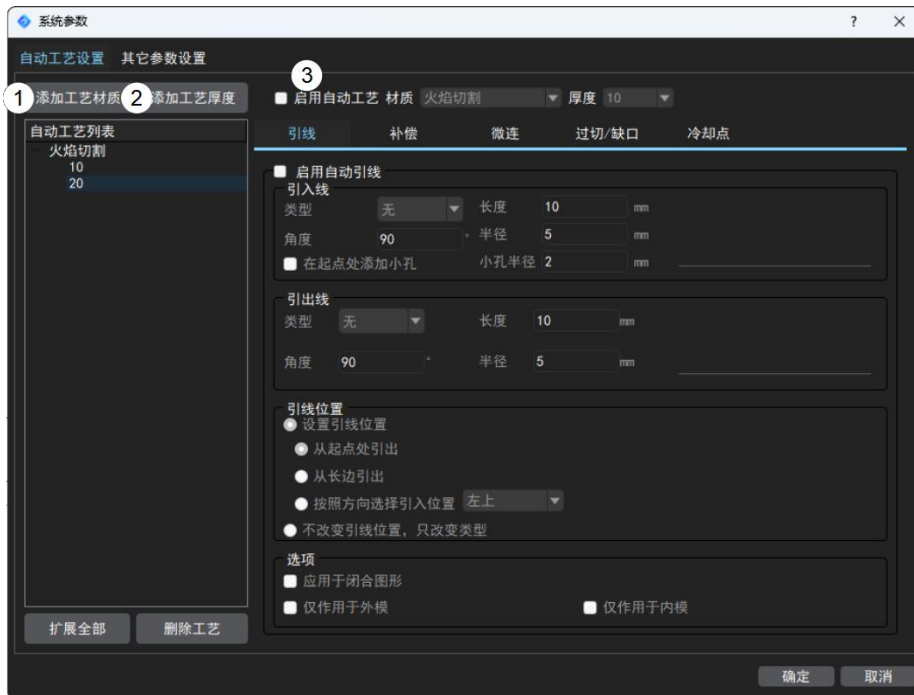 系统参数 ? ×
自动工艺设置 其它参数设置
3
1 添加工艺材质 2 添加工艺厚度 启用自动工艺 材质 火焰切割 厚度 10
自动工艺列表
火焰切割
10
20
引线 补偿 微连 过切/缺口 冷却点
启用自动引线
引入线
类型 无 长度 10 mm
角度 90 ° 半径 5 mm
在起点处添加小孔 小孔半径 2 mm
引出线
类型 无 长度 10 mm
角度 90 ° 半径 5 mm
引线位置
设置引线位置
从起点处引出
从长边引出
按照方向选择引入位置 左上
不改变引线位置，只改变类型
选项
应用于闭合图形
仅作用于外模 仅作用于内模
扩展全部 删除工艺
确定 取消